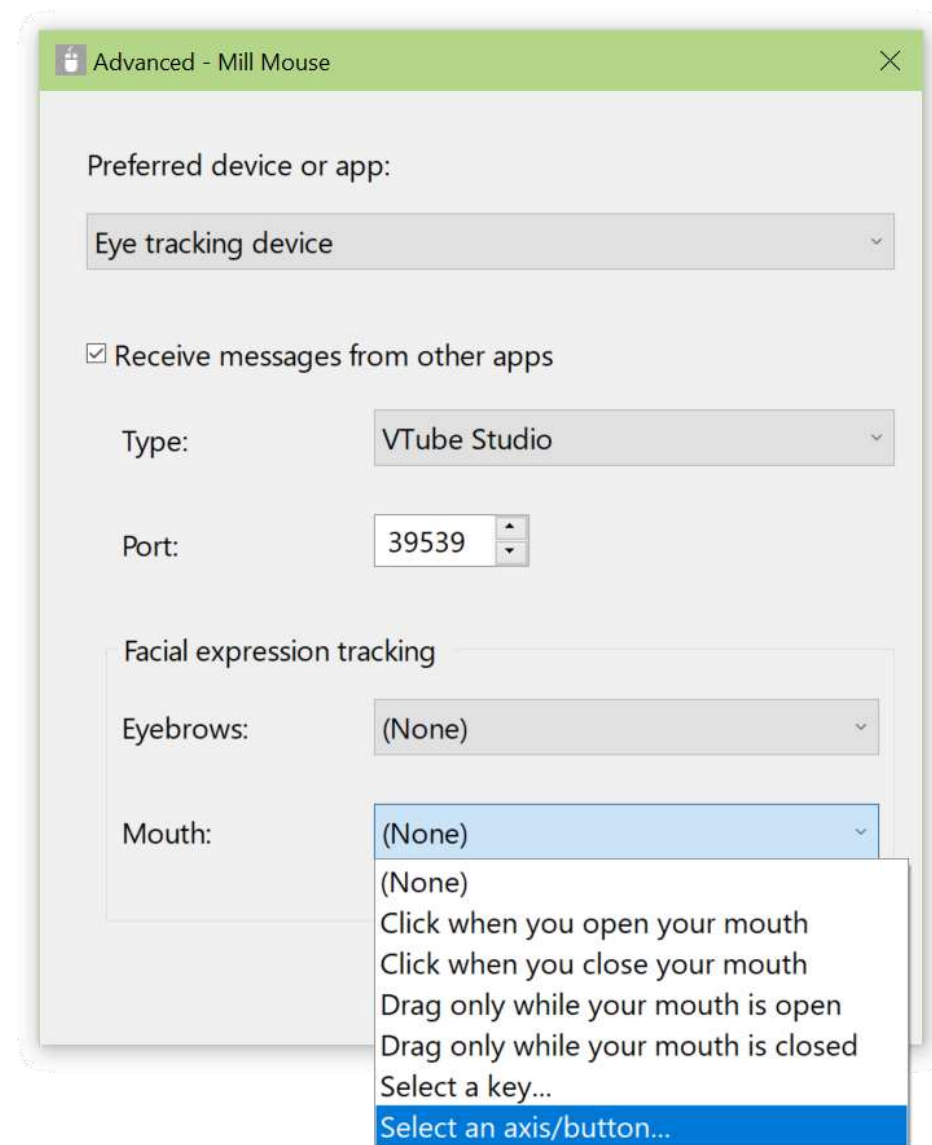 Advanced - Mill Mouse
Preferred device or app:
Eye tracking device
Receive messages from other apps
Type: VTube Studio
Port: 39539
Facial expression tracking
Eyebrows: (None)
Mouth: (None)
(None)
Click when you open your mouth
Click when you close your mouth
Drag only while your mouth is open
Drag only while your mouth is closed
Select a key...
Select an axis/button...